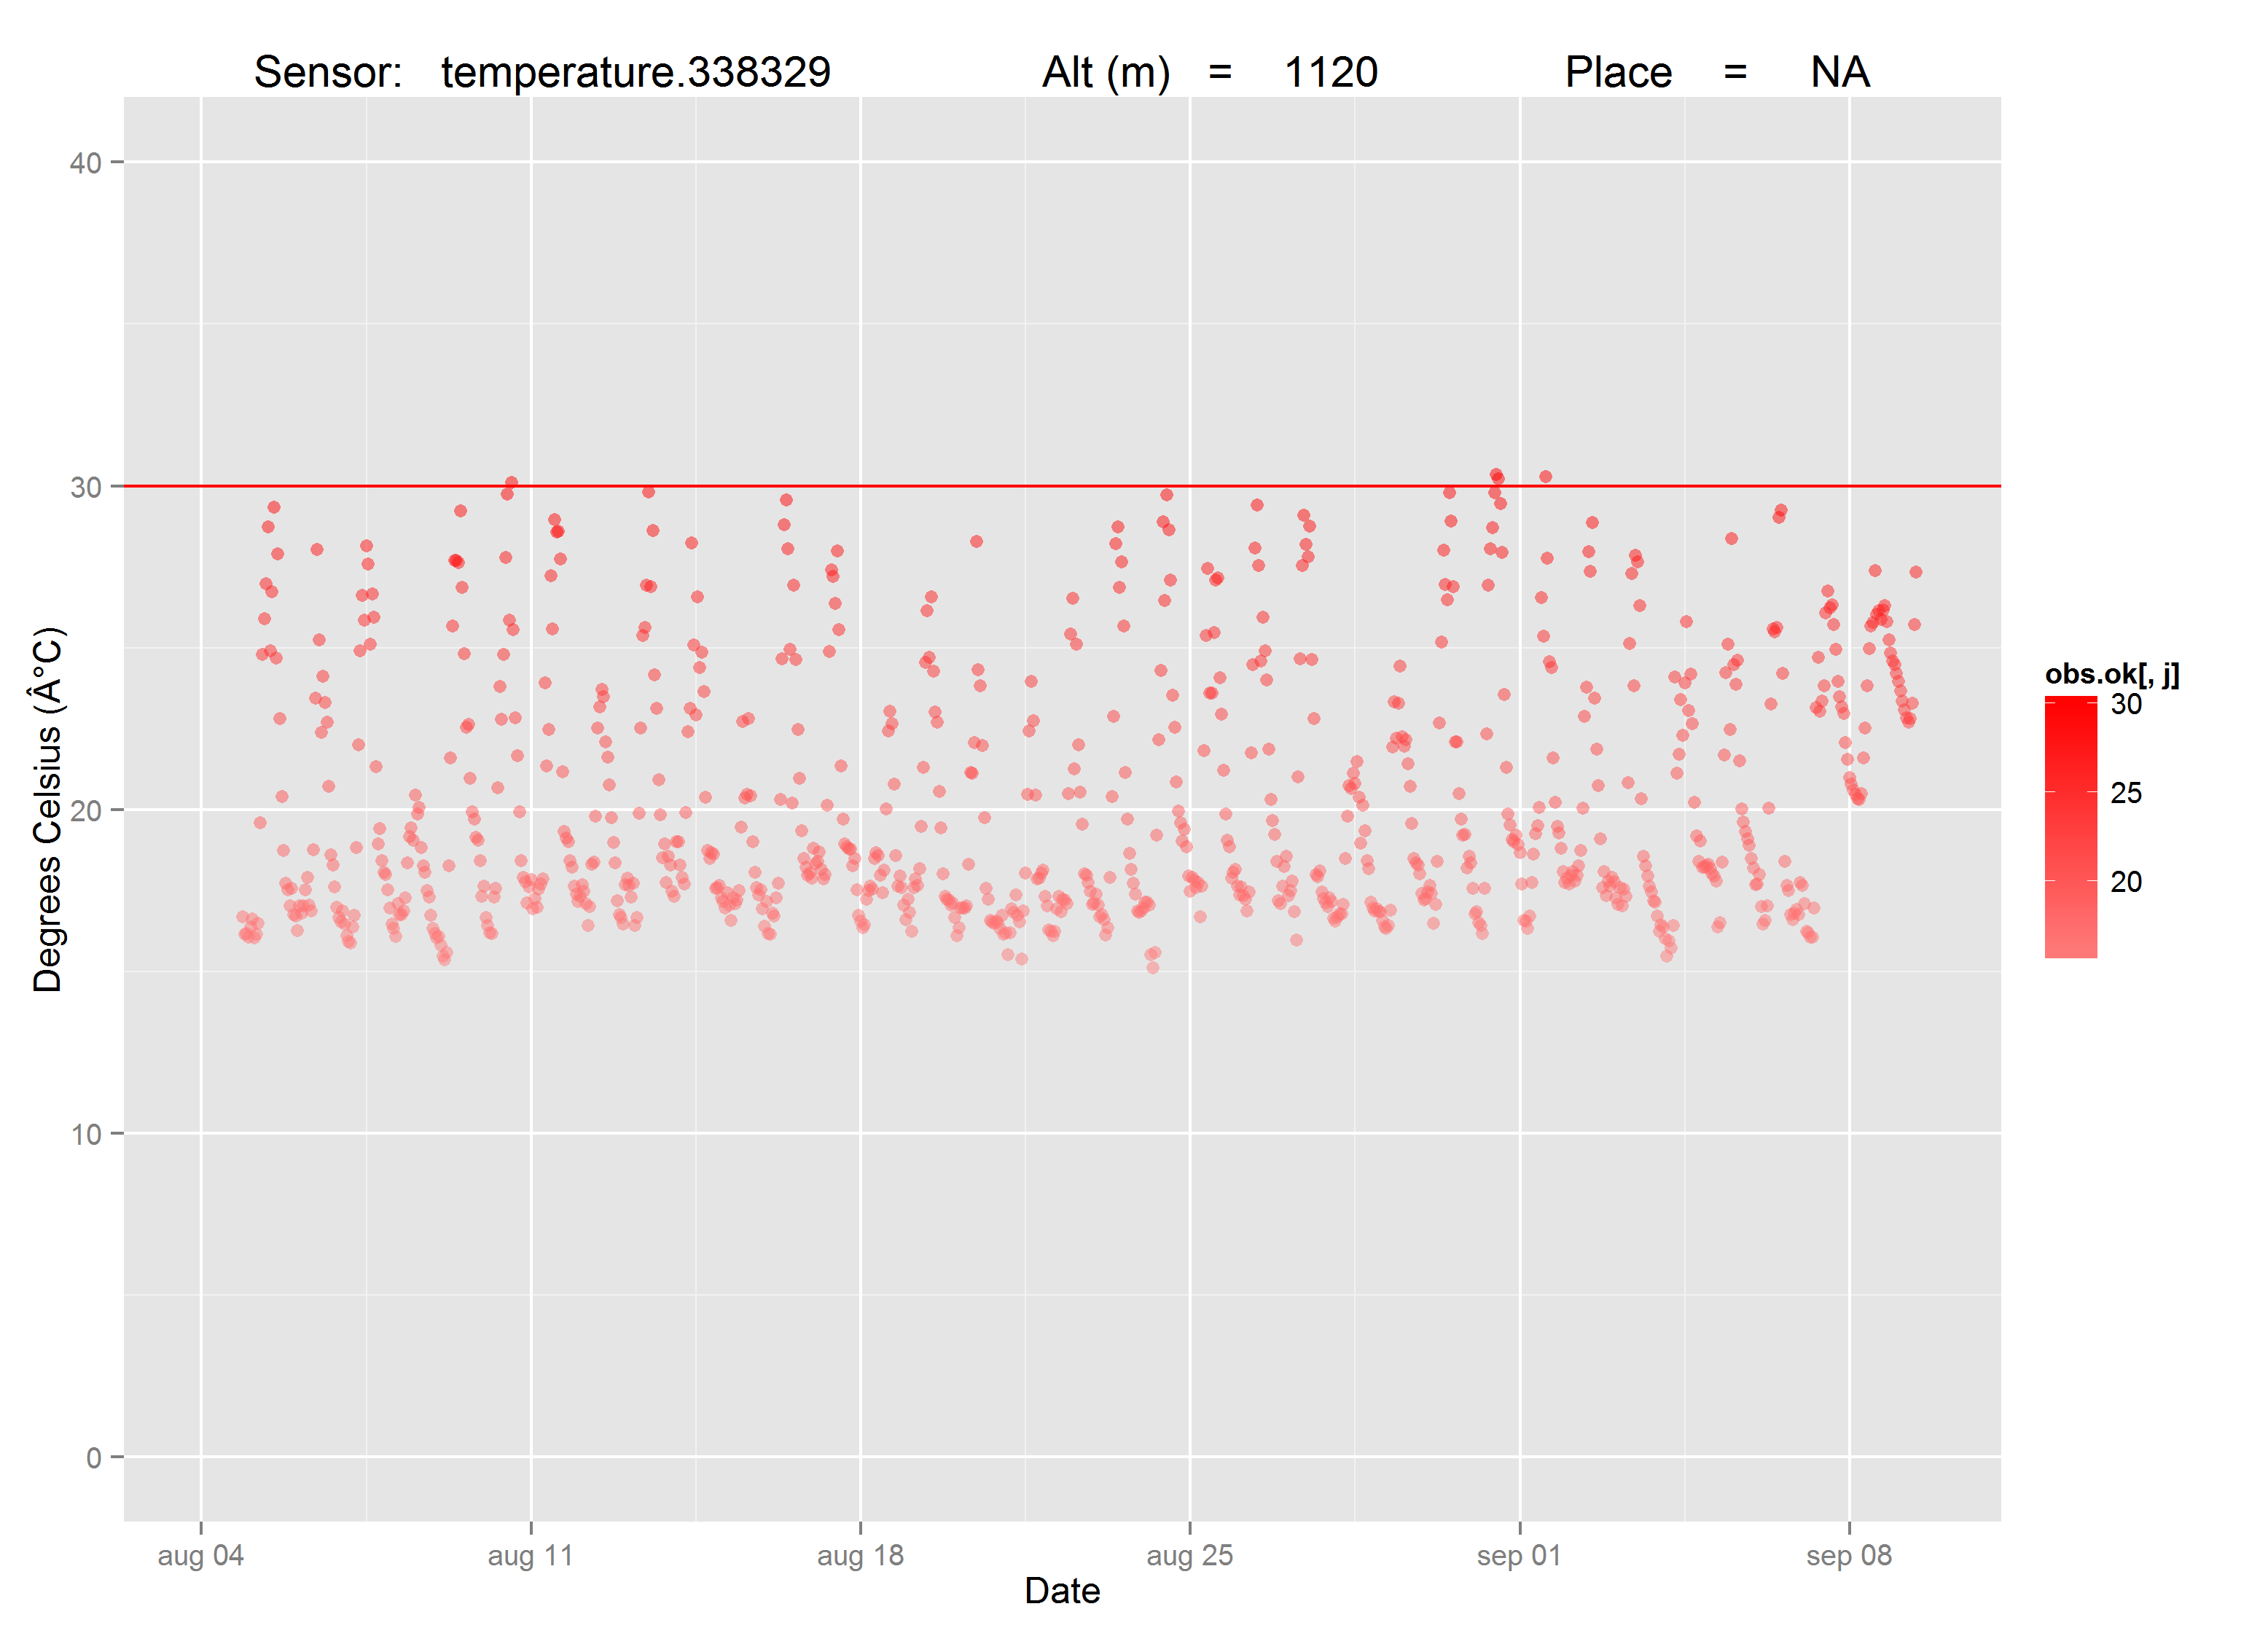 Sensor: temperature.338329 Alt (m) = 1120 Place = NA
40
30
20
10
0
Degrees Celsius (Â°C)
aug 04 aug 11 aug 18 aug 25 sep 01 sep 08
Date
obs.ok[, j]
30
25
20